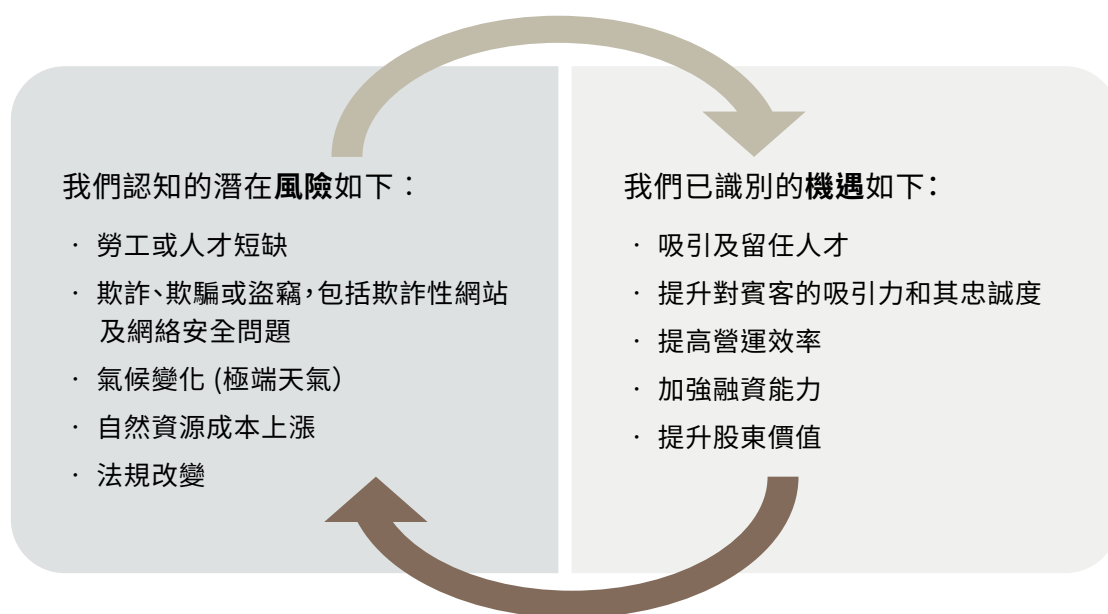 我們認知的潛在風險如下：
· 勞工或人才短缺
· 欺詐、欺騙或盜竊，包括欺詐性網站
及網絡安全問題
· 氣候變化 (極端天氣）
· 自然資源成本上漲
· 法規改變
我們已識別的機遇如下：
· 吸引及留任人才
· 提升對賓客的吸引力和其忠誠度
· 提高營運效率
· 加強融資能力
· 提升股東價值